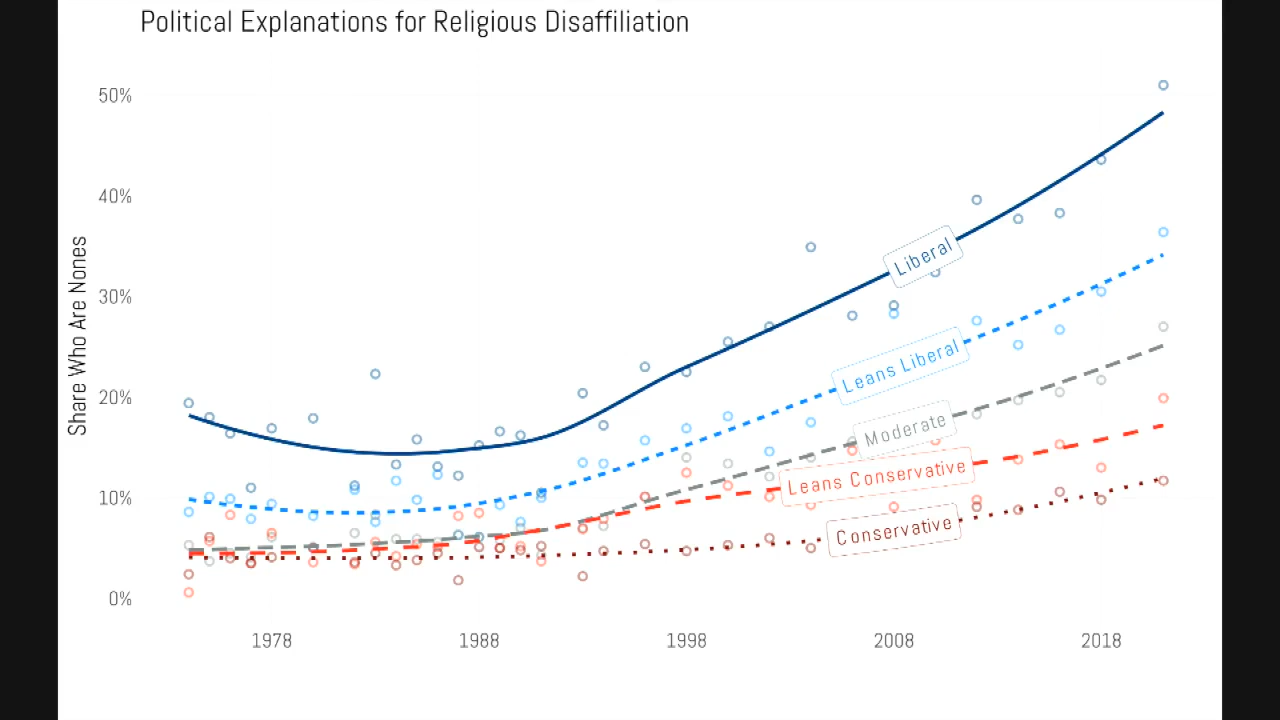 Political Explanations for Religious Disaffiliation
Share Who Are Nones
50%
40%
30%
20%
10%
0%
Liberal
Leans Liberal
Moderate
Leans Conservative
Conservative
1978
1988
1998
2008
2018